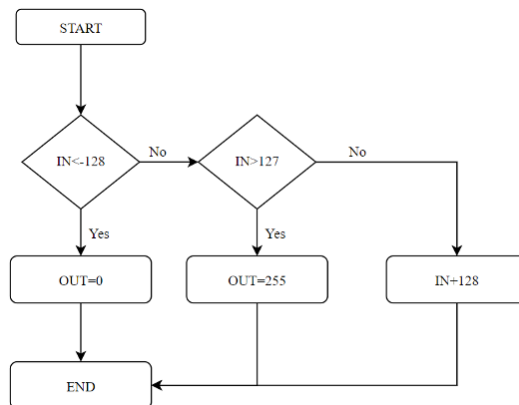 START
IN<-128
No
IN>127
No
Yes
Yes
OUT=0
OUT=255
IN+128
END